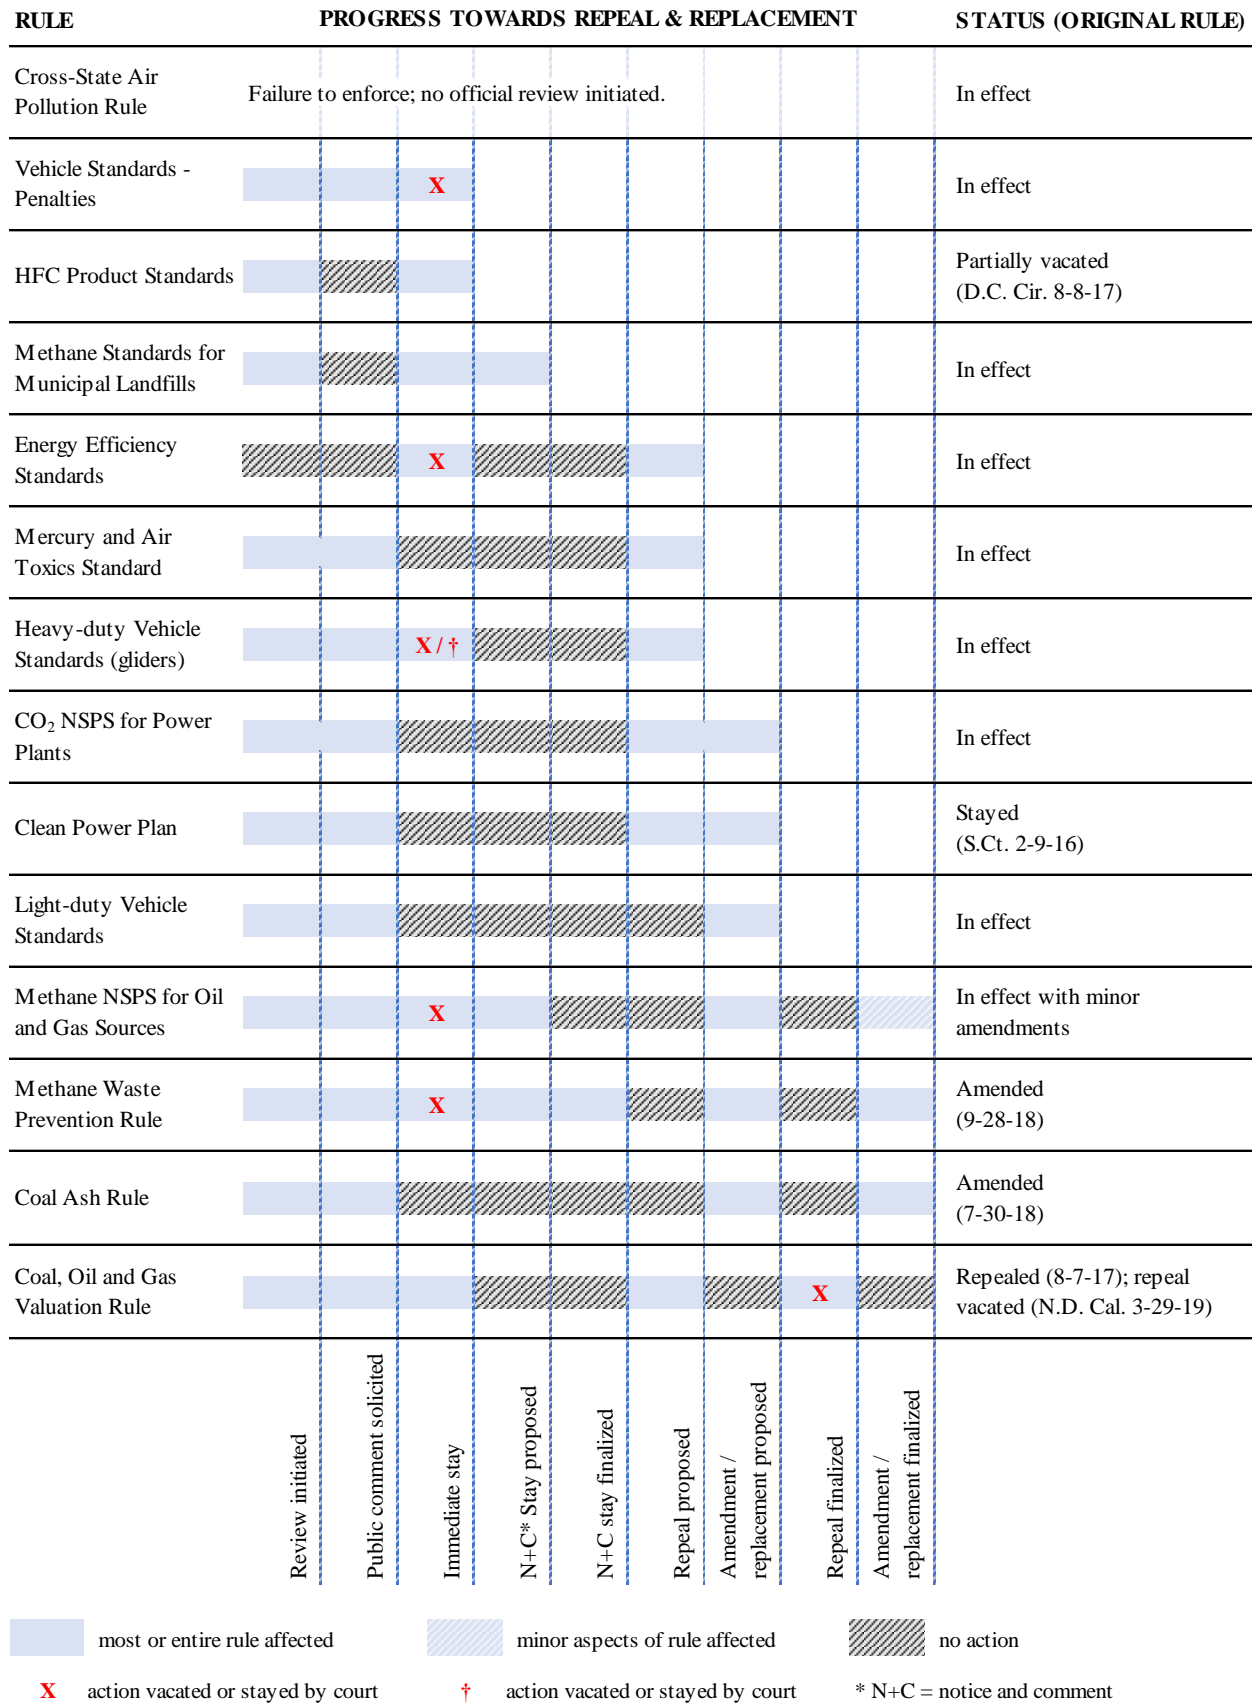 RULE PROGRESS TOWARDS REPEAL & REPLACEMENT STATUS (ORIGINAL RULE)
Cross-State Air
Pollution Rule
Failure to enforce; no official review initiated.
In effect
Vehicle Standards -
Penalties
X
In effect
HFC Product Standards
Partially vacated
(D.C. Cir. 8-8-17)
Methane Standards for
Municipal Landfills
In effect
Energy Efficiency
Standards
X
In effect
Mercury and Air
Toxics Standard
In effect
Heavy-duty Vehicle
Standards (gliders)
X / †
In effect
CO₂ NSPS for Power
Plants
In effect
Clean Power Plan
Stayed
(S.Ct. 2-9-16)
Light-duty Vehicle
Standards
In effect
Methane NSPS for Oil
and Gas Sources
X
In effect with minor
amendments
Methane Waste
Prevention Rule
X
Amended
(9-28-18)
Coal Ash Rule
Amended
(7-30-18)
Coal, Oil and Gas
Valuation Rule
X
Repealed (8-7-17); repeal
vacated (N.D. Cal. 3-29-19)
Review initiated
Public comment solicited
Immediate stay
N+C* Stay proposed
N+C stay finalized
Repeal proposed
Amendment /
replacement proposed
Repeal finalized
Amendment /
replacement finalized
most or entire rule affected
minor aspects of rule affected
no action
X action vacated or stayed by court
† action vacated or stayed by court
* N+C = notice and comment